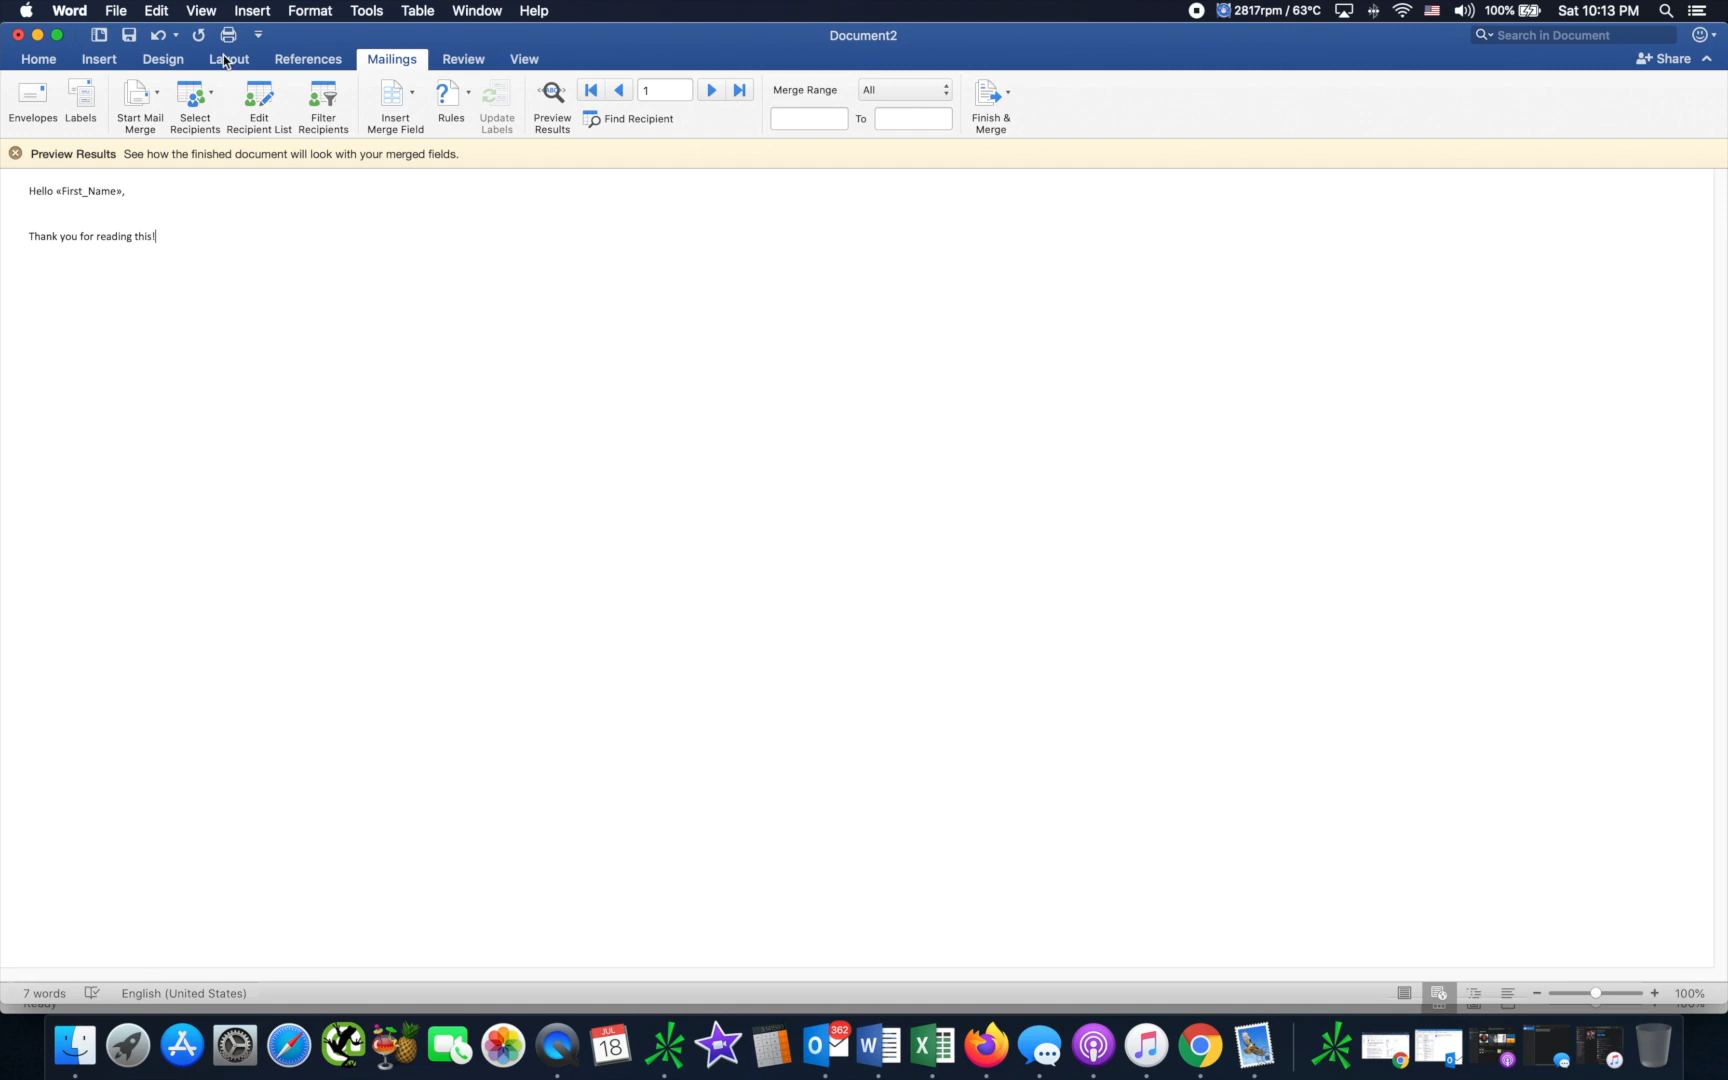 Word File Edit View Insert Format Tools Table Window Help 2817rpm / 63°C 100% Sat 10:13 PM
Document2 Search in Document
Home Insert Design Layout References Mailings Review View Share
Envelopes Labels Start Mail Merge Select Recipients Edit Recipient List Filter Recipients Insert Merge Field Rules Update Labels Preview Results 1 Find Recipient Merge Range All To Finish & Merge
Preview Results See how the finished document will look with your merged fields.
Hello «First_Name»,
Thank you for reading this!
7 words English (United States) 100%
JUL
18
362